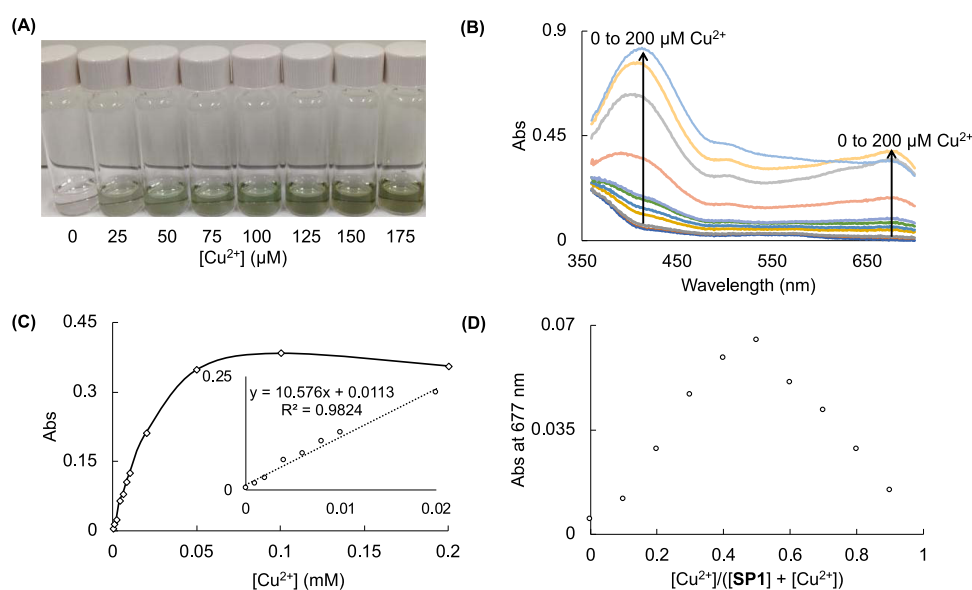 (A)
0 25 50 75 100 125 150 175
[Cu²⁺] (µM)
(B)
0.9
0 to 200 µM Cu²⁺
0.45
0 to 200 µM Cu²⁺
0
350 450 550 650
Abs
Wavelength (nm)
(C)
0.45
0.3
0.15
0
0 0.05 0.1 0.15 0.2
Abs
[Cu²⁺] (mM)
0.25
y = 10.576x + 0.0113
R² = 0.9824
0
0 0.01 0.02
(D)
0.07
0.035
0
0 0.2 0.4 0.6 0.8 1
Abs at 677 nm
[Cu²⁺]/([SP1] + [Cu²⁺])